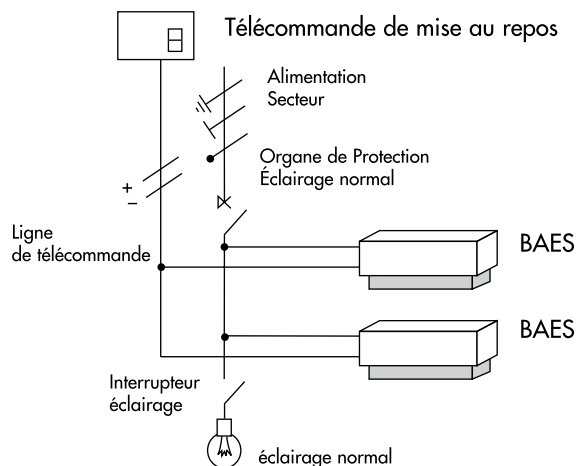 Télécommande de mise au repos
Alimentation
Secteur
Organe de Protection
Éclairage normal
+
–
Ligne
de télécommande
BAES
BAES
Interrupteur
éclairage
éclairage normal